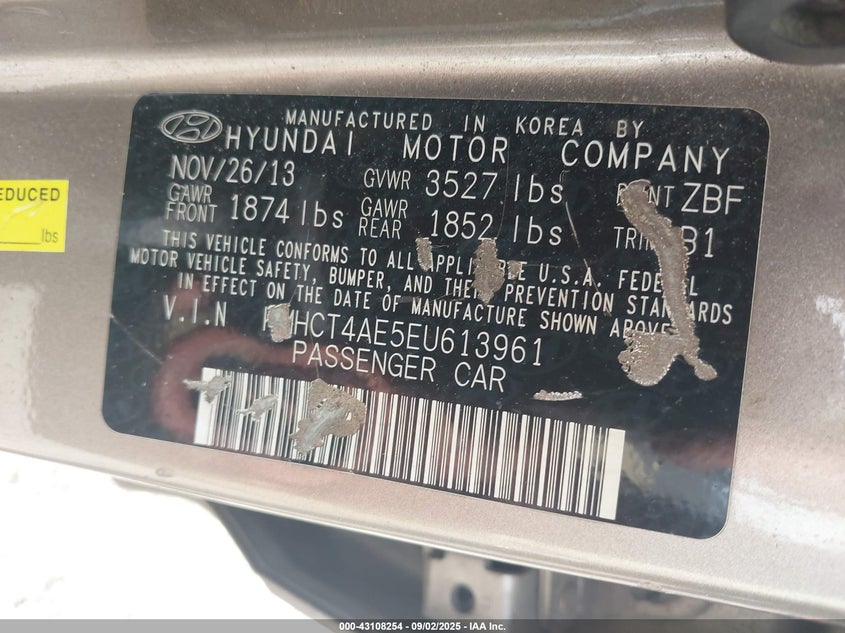 MANUFACTURED IN KOREA BY
HYUNDAI MOTOR COMPANY
NOV/26/13 GVWR 3527 lbs ZBF
GAWR FRONT 1874 lbs GAWR REAR 1852 lbs B1
THIS VEHICLE CONFORMS TO ALL U.S.A.
MOTOR VEHICLE SAFETY, BUMPER, AND PREVENTION
IN EFFECT ON THE DATE OF MANUFACTURE SHOWN
V.I.N HCT4AE5EU613961
PASSENGER CAR
lbs
000-43108254 - 09/02/2025 - IAA Inc.